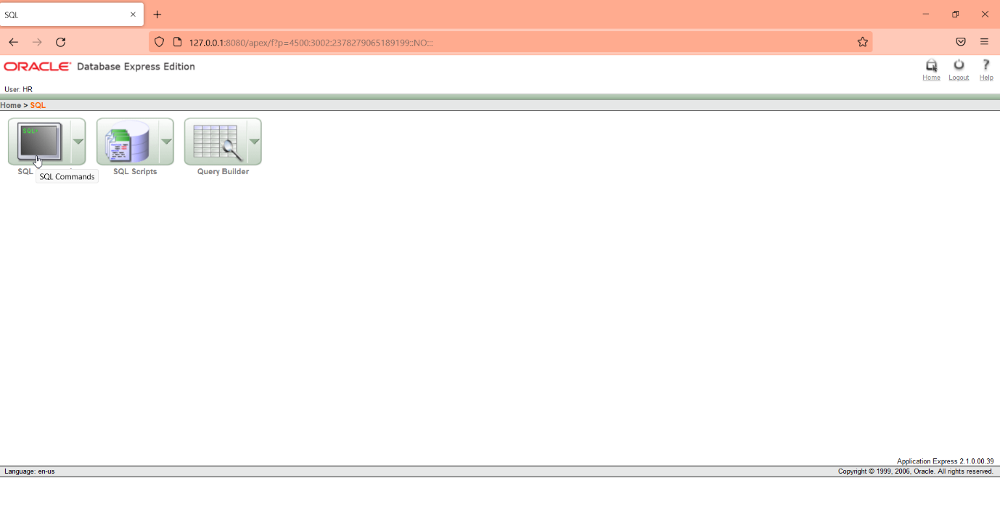 SQL
127.0.0.1:8080/apex/f?p=4500:3002:2378279065189199::NO:::
ORACLE Database Express Edition
Home Logout Help
User: HR
Home > SQL
SQL>
SQL SQL Scripts Query Builder
SQL Commands
Application Express 2.1.0.00.39
Language: en-us Copyright © 1999, 2006, Oracle. All rights reserved.